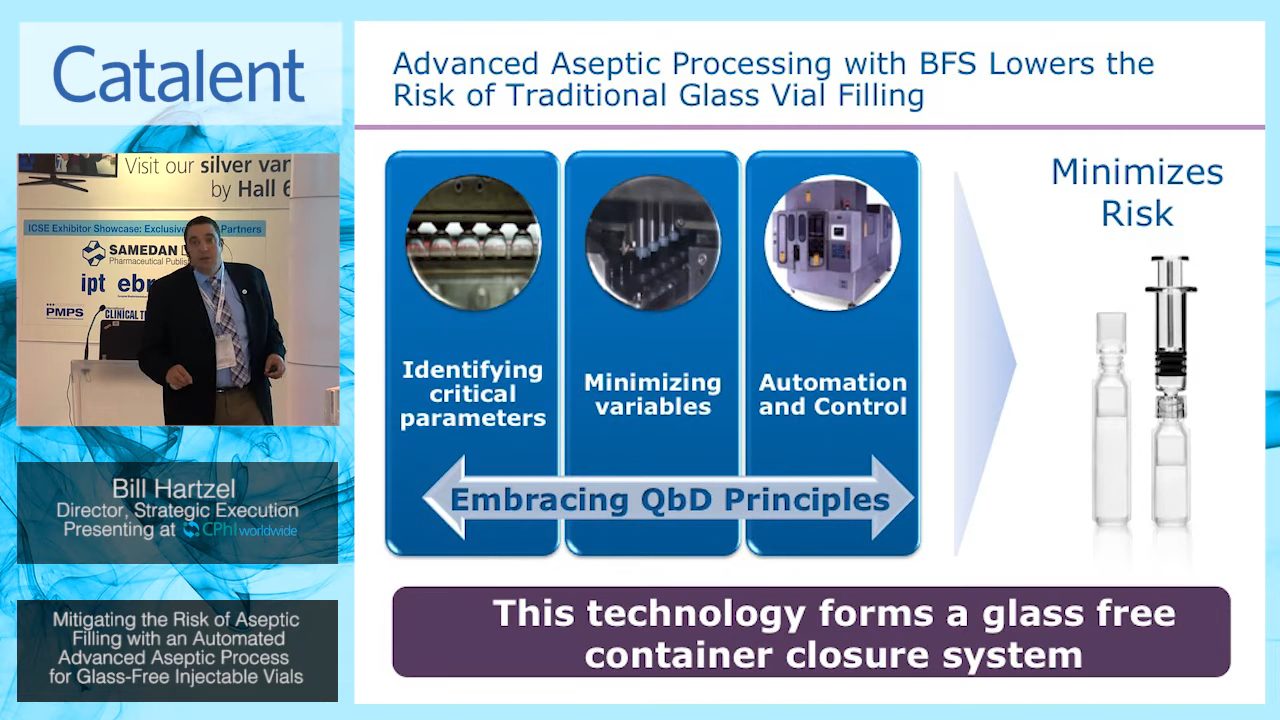 Catalent
Visit our silver var
by Hall 6
ICSE Exhibitor Showcase: Exclusive Partners
SAMEDAN
Pharmaceutical Publis
ipt ebr
PMPS
CLINICAL T
Bill Hartzel
Director, Strategic Execution
Presenting at CPhI worldwide
Mitigating the Risk of Aseptic
Filling with an Automated
Advanced Aseptic Process
for Glass-Free Injectable Vials
Advanced Aseptic Processing with BFS Lowers the
Risk of Traditional Glass Vial Filling
Identifying
critical
parameters
Minimizing
variables
Automation
and Control
Embracing QbD Principles
Minimizes
Risk
This technology forms a glass free
container closure system